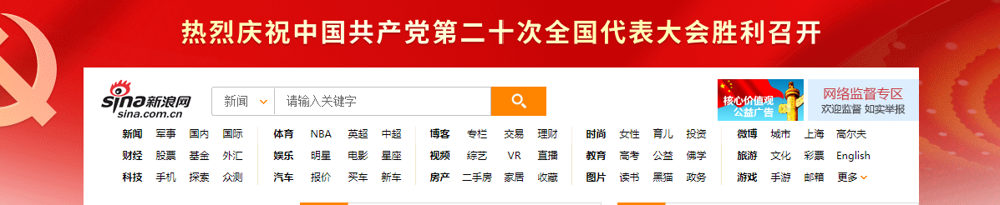 热烈庆祝中国共产党第二十次全国代表大会胜利召开
sina新浪网
sina.com.cn
新闻 请输入关键字
核心价值观
公益广告
网络监督专区
欢迎监督 如实举报
新闻 军事 国内 国际 体育 NBA 英超 中超 博客 专栏 交易 理财 时尚 女性 育儿 投资 微博 城市 上海 高尔夫
财经 股票 基金 外汇 娱乐 明星 电影 星座 视频 综艺 VR 直播 教育 高考 公益 佛学 旅游 文化 彩票 English
科技 手机 探索 众测 汽车 报价 买车 新车 房产 二手房 家居 收藏 图片 读书 黑猫 政务 游戏 手游 邮箱 更多